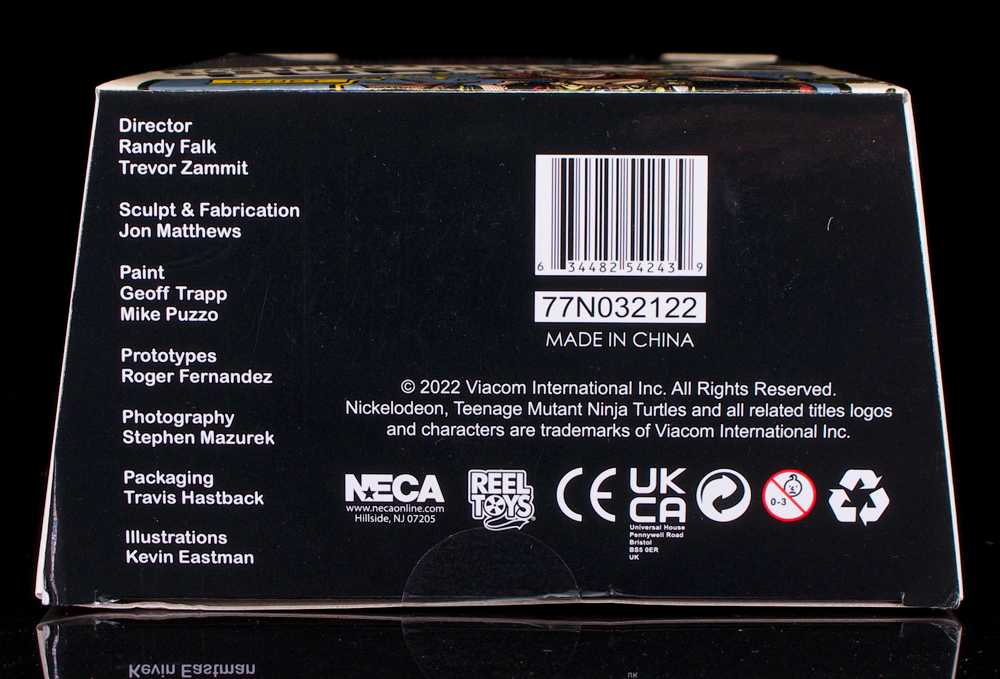 Director
Randy Falk
Trevor Zammit
Sculpt & Fabrication
Jon Matthews
Paint
Geoff Trapp
Mike Puzzo
Prototypes
Roger Fernandez
Photography
Stephen Mazurek
Packaging
Travis Hastback
Illustrations
Kevin Eastman
6 34482 54243 9
77N032122
MADE IN CHINA
© 2022 Viacom International Inc. All Rights Reserved.
Nickelodeon, Teenage Mutant Ninja Turtles and all related titles logos
and characters are trademarks of Viacom International Inc.
NECA
www.necaonline.com
Hillside, NJ 07205
REEL
TOYS
CE
UK
CA
Universal House
Pennywell Road
Bristol
BS5 0ER
UK
0-3